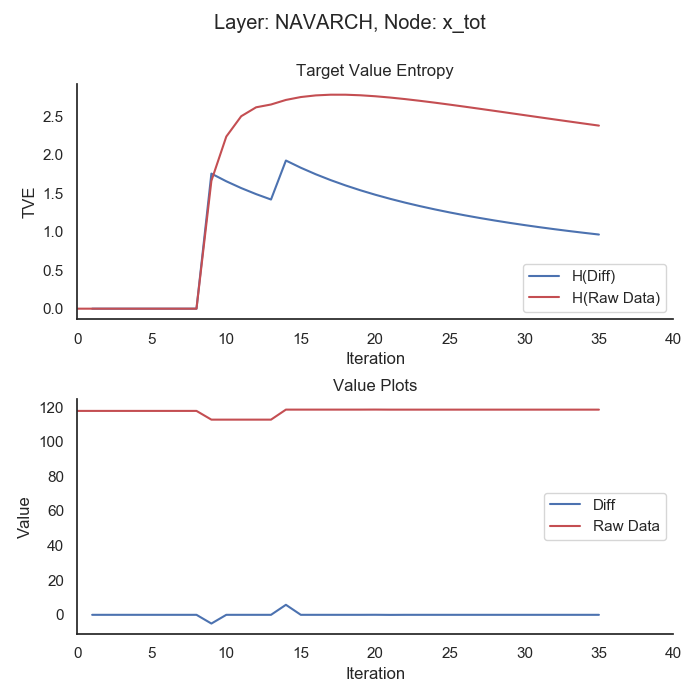 Layer: NAVARCH, Node: x_tot
Target Value Entropy
TVE
2.5
2.0
1.5
1.0
0.5
0.0
H(Diff)
H(Raw Data)
0 5 10 15 20 25 30 35 40
Iteration
Value Plots
Value
120
100
80
60
40
20
0
Diff
Raw Data
0 5 10 15 20 25 30 35 40
Iteration